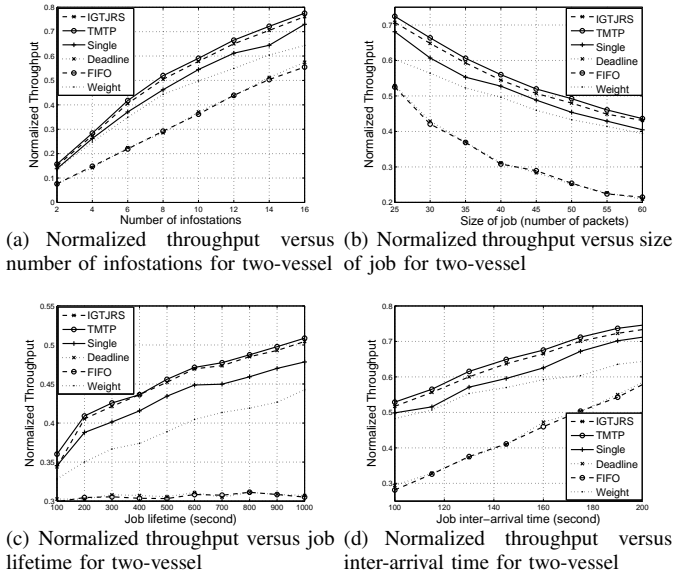 0.8
0.7
0.6
0.5
0.4
0.3
0.2
0.1
0
Normalized Throughput
IGTJRS
TMTP
Single
Deadline
FIFO
Weight
2 4 6 8 10 12 14 16
Number of infostations
(a) Normalized throughput versus
number of infostations for two-vessel
0.7
0.6
0.5
0.4
0.3
0.2
Normalized Throughput
IGTJRS
TMTP
Single
Deadline
FIFO
Weight
25 30 35 40 45 50 55 60
Size of job (number of packets)
(b) Normalized throughput versus size
of job for two-vessel
0.55
0.5
0.45
0.4
0.35
0.3
Normalized Throughput
IGTJRS
TMTP
Single
Deadline
FIFO
Weight
100 200 300 400 500 600 700 800 900 1000
Job lifetime (second)
(c) Normalized throughput versus job
lifetime for two-vessel
0.8
0.7
0.6
0.5
0.4
0.3
Normalized Throughput
IGTJRS
TMTP
Single
Deadline
FIFO
Weight
100 120 140 160 180 200
Job inter−arrival time (second)
(d) Normalized throughput versus
inter-arrival time for two-vessel